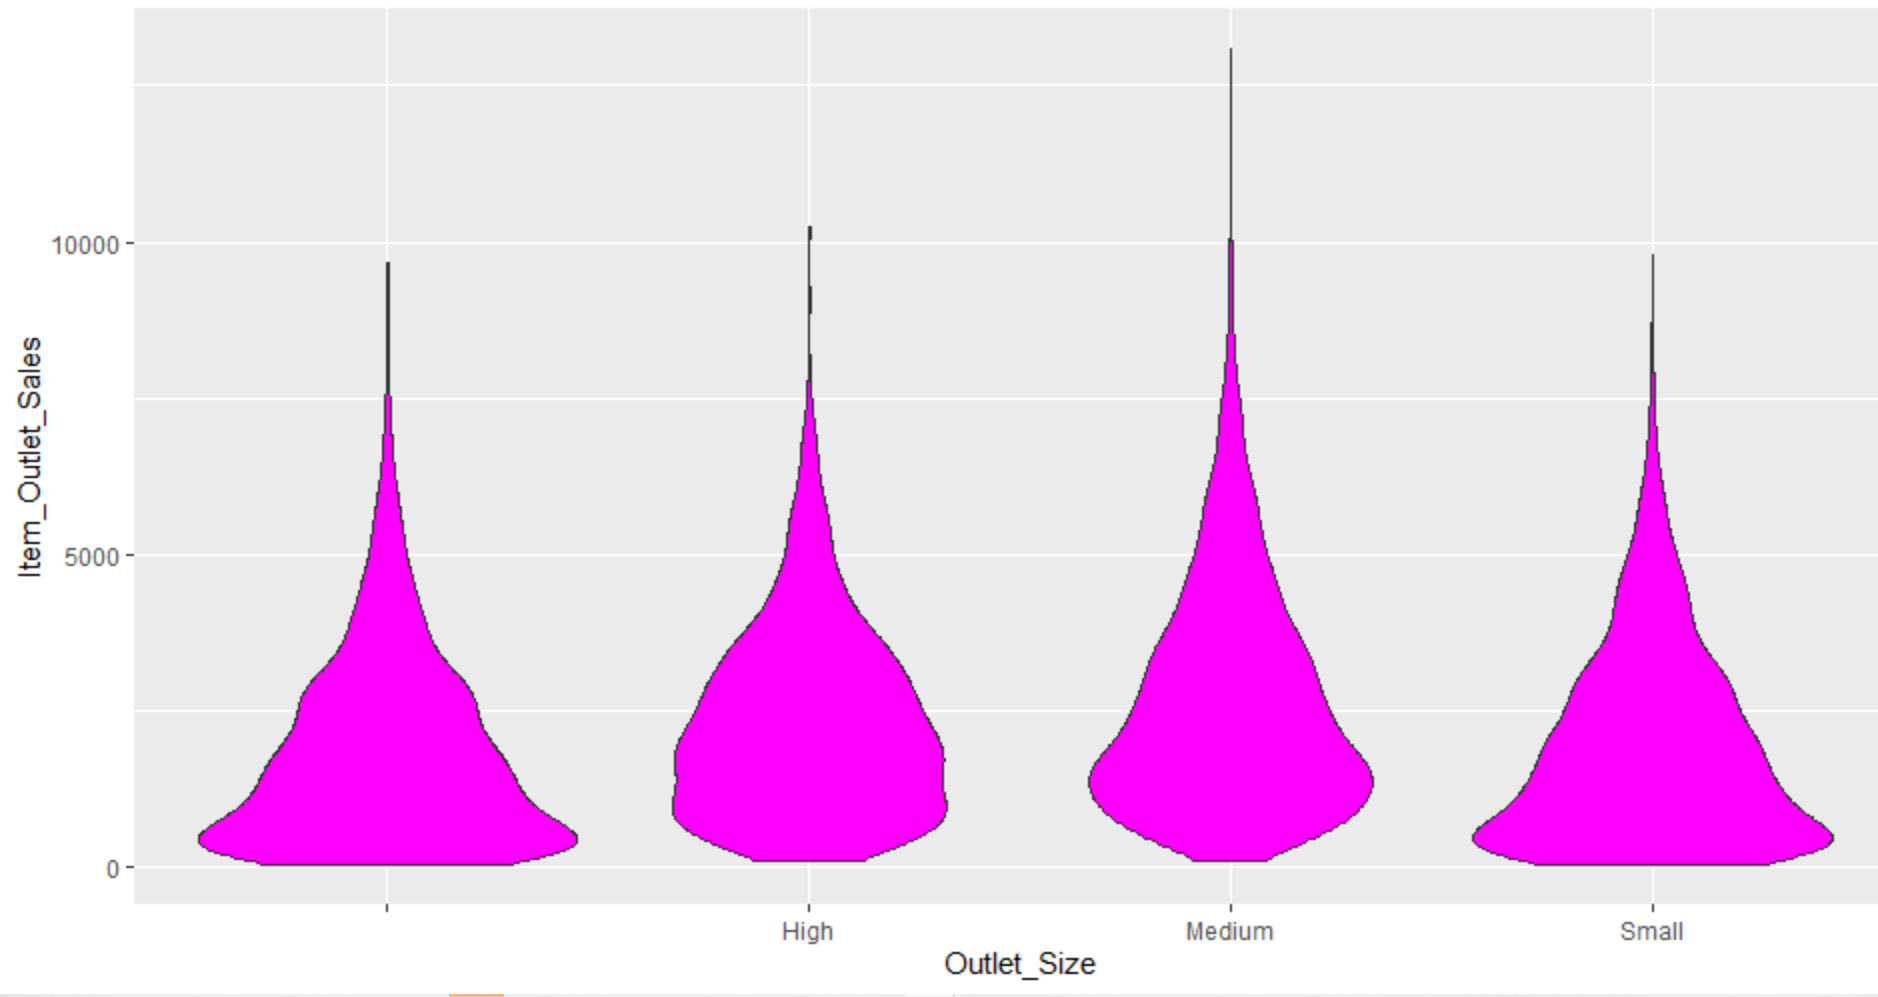 Item_Outlet_Sales
10000
5000
0
High
Medium
Small
Outlet_Size